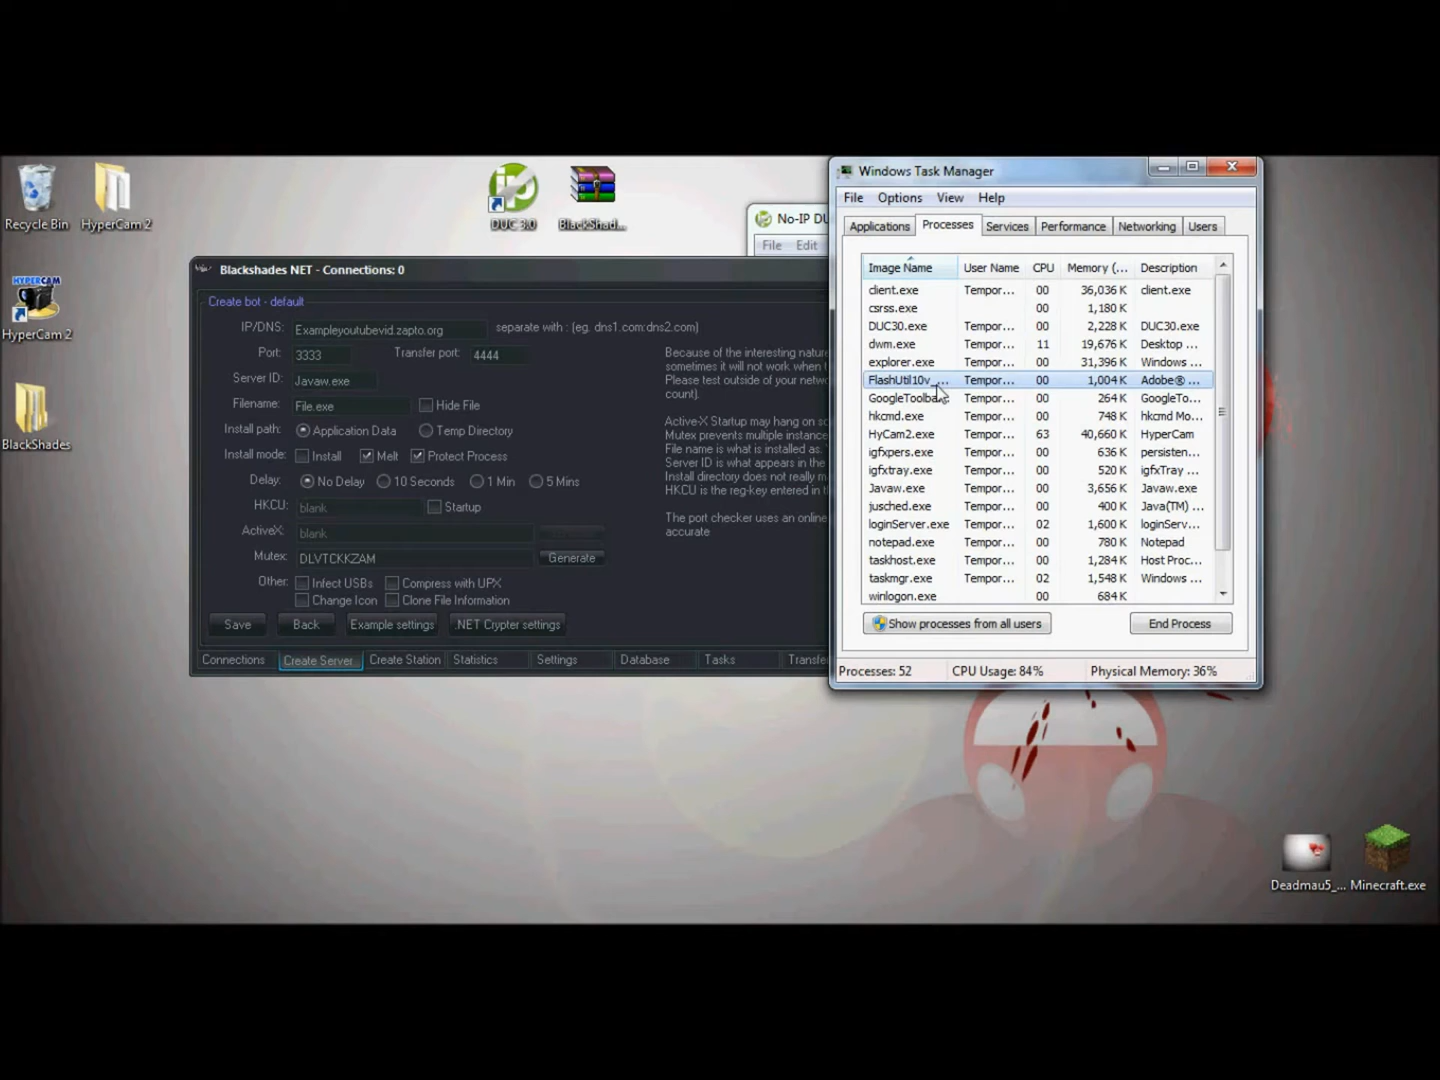 Recycle Bin
HyperCam 2
HYPERCAM
HyperCam 2
BlackShades
DUC 3.0
BlackShad...
No-IP DU
File Edit
Blackshades NET - Connections: 0
Create bot - default
IP/DNS: Exampleyoutubevid.zapto.org separate with : (eg. dns1.com:dns2.com)
Port: 3333 Transfer port: 4444
Server ID: Javaw.exe
Filename: File.exe Hide File
Install path: Application Data Temp Directory
Install mode: Install Melt Protect Process
Delay: No Delay 10 Seconds 1 Min 5 Mins
HKCU: blank Startup
ActiveX: blank
Mutex: DLVTCKKZAM Generate
Other: Infect USBs Compress with UPX
Change Icon Clone File Information
Save Back Example settings .NET Crypter settings
Because of the interesting nature
sometimes it will not work when t
Please test outside of your netwo
count).
Active-X Startup may hang on so
Mutex prevents multiple instance
File name is what is installed as.
Server ID is what appears in the
Install directory does not really m
HKCU is the reg-key entered in th
The port checker uses an online
accurate
Connections Create Server Create Station Statistics Settings Database Tasks Transfer
Windows Task Manager
File Options View Help
Applications Processes Services Performance Networking Users
Image Name User Name CPU Memory (... Description
client.exe Tempor... 00 36,036 K client.exe
csrss.exe 00 1,180 K
DUC30.exe Tempor... 00 2,228 K DUC30.exe
dwm.exe Tempor... 11 19,676 K Desktop ...
explorer.exe Tempor... 00 31,396 K Windows ...
FlashUtil10v_... Tempor... 00 1,004 K Adobe® ...
GoogleToolba Tempor... 00 264 K GoogleTo...
hkcmd.exe Tempor... 00 748 K hkcmd Mo...
HyCam2.exe Tempor... 63 40,660 K HyperCam
igfxpers.exe Tempor... 00 636 K persisten...
igfxtray.exe Tempor... 00 520 K igfxTray ...
Javaw.exe Tempor... 00 3,656 K Javaw.exe
jusched.exe Tempor... 00 400 K Java(TM) ...
loginServer.exe Tempor... 02 1,600 K loginServ...
notepad.exe Tempor... 00 780 K Notepad
taskhost.exe Tempor... 00 1,284 K Host Proc...
taskmgr.exe Tempor... 02 1,548 K Windows ...
winlogon.exe 00 684 K
Show processes from all users End Process
Processes: 52 CPU Usage: 84% Physical Memory: 36%
Deadmau5_... Minecraft.exe